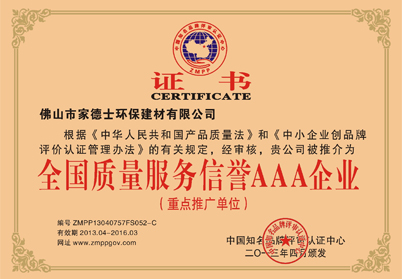 中国知名品牌评审认证中心
ZMPP
证 书
CERTIFICATE
佛山市家德士环保建材有限公司
根据《中华人民共和国产品质量法》和《中小企业创品牌
评价认证管理办法》的有关规定，经审核，贵公司被推介为
全国质量服务信誉AAA企业
（重点推广单位）
编号 ZMPP13040757FS052-C
有效期 2013.04-2016.03
网址 www.zmppgov.com
中国知名品牌评审认证中心
二〇一三年四月颁发